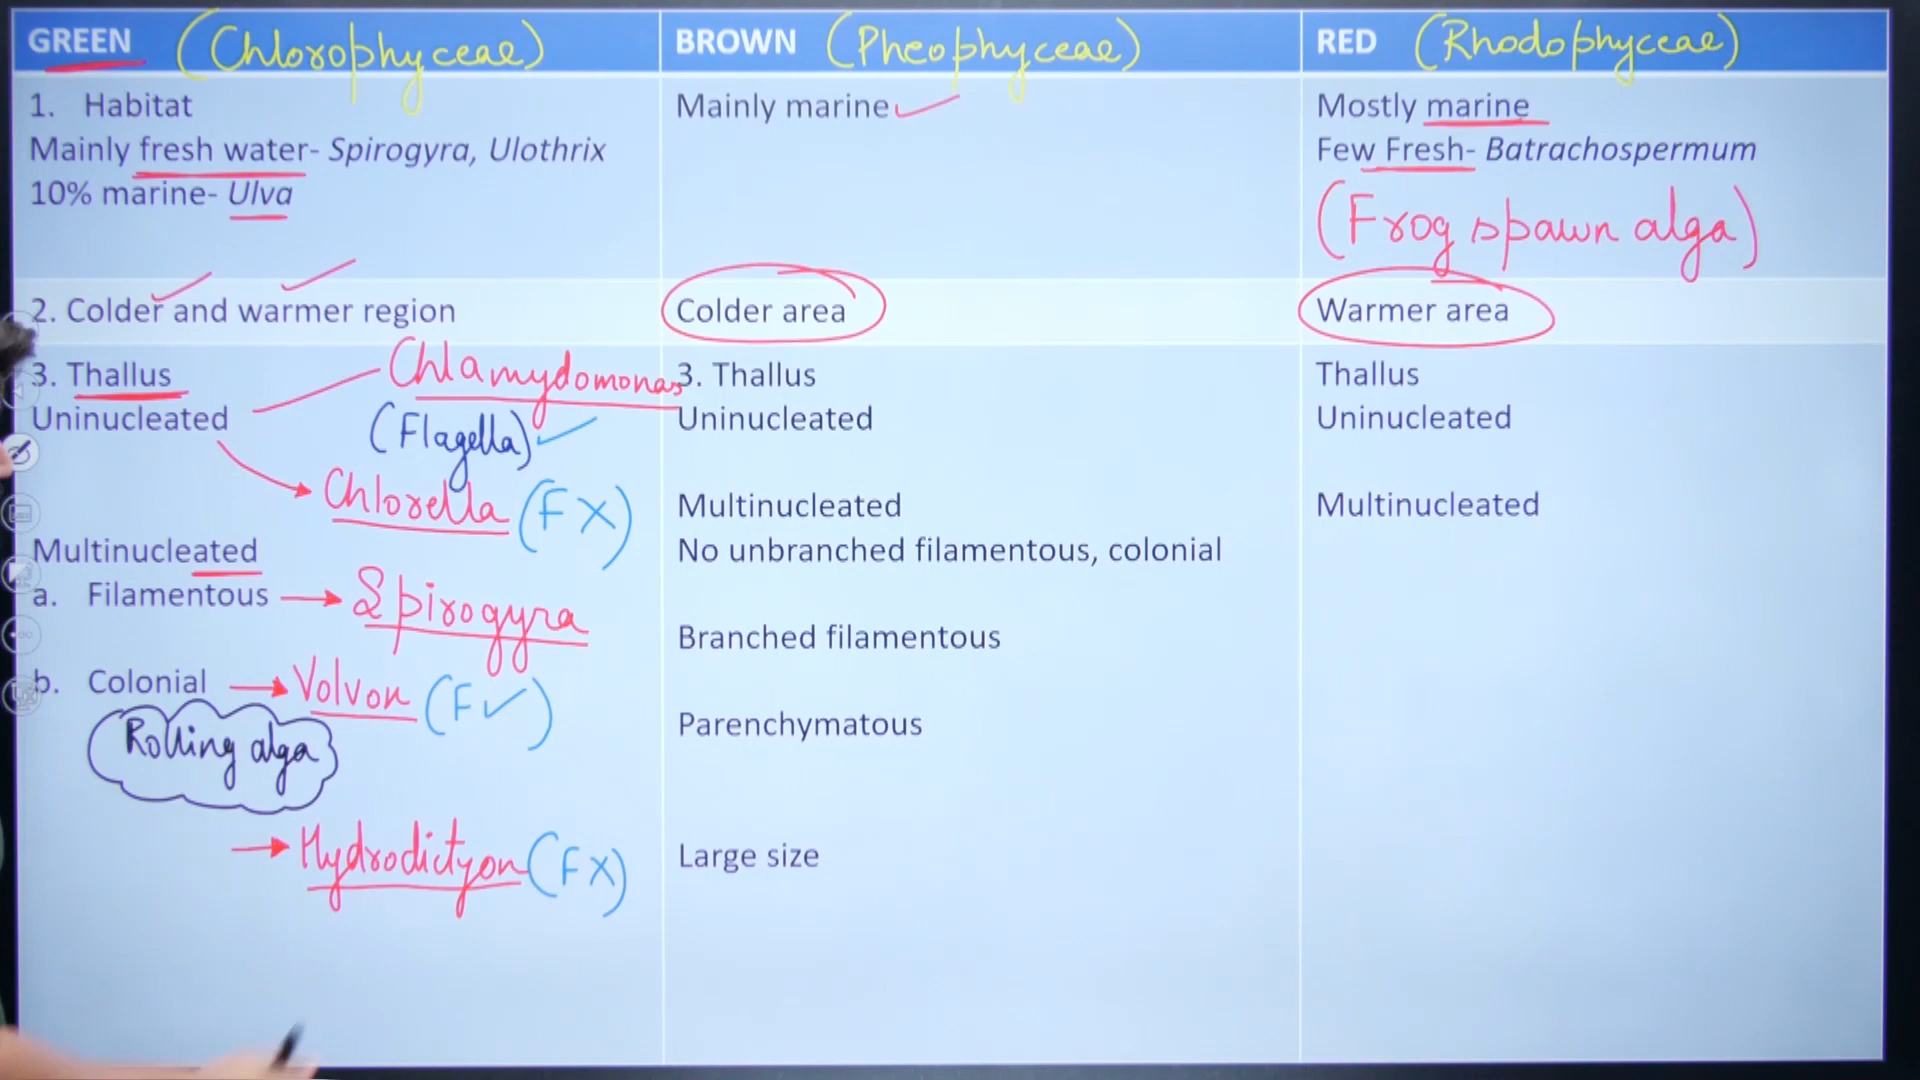 GREEN (Chlorophyceae)
BROWN (Pheophyceae)
RED (Rhodophyceae)
1. Habitat
Mainly fresh water- Spirogyra, Ulothrix
10% marine- Ulva
Mainly marine
Mostly marine
Few Fresh- Batrachospermum
(Frog spawn alga)
2. Colder and warmer region
Colder area
Warmer area
3. Thallus
Uninucleated
Chlamydomonas
(Flagella)
Chlorella (F X)
Multinucleated
a. Filamentous → Spirogyra
b. Colonial → Volvox (F ✓)
Rolling alga
→ Hydrodictyon (F X)
3. Thallus
Uninucleated
Multinucleated
No unbranched filamentous, colonial
Branched filamentous
Parenchymatous
Large size
Thallus
Uninucleated
Multinucleated